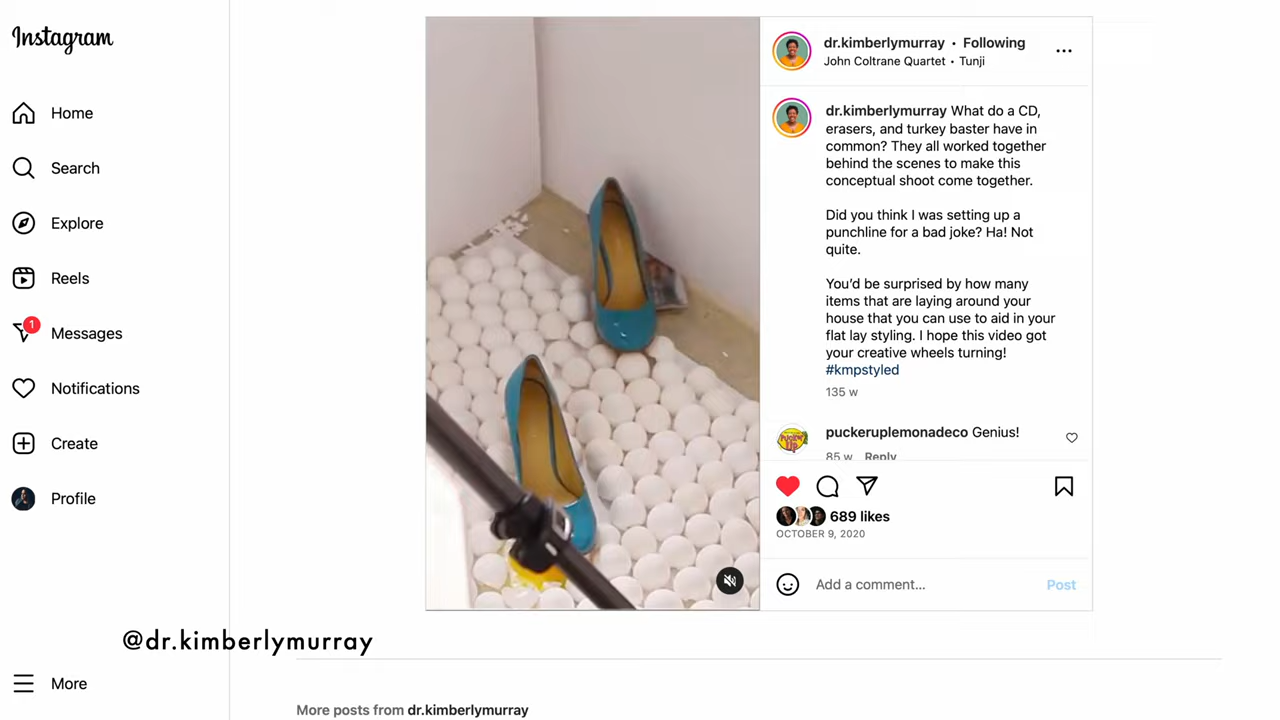 Instagram
Home
Search
Explore
Reels
1
Messages
Notifications
Create
Profile
More
dr.kimberlymurray • Following
John Coltrane Quartet • Tunji
dr.kimberlymurray What do a CD,
erasers, and turkey baster have in
common? They all worked together
behind the scenes to make this
conceptual shoot come together.
Did you think I was setting up a
punchline for a bad joke? Ha! Not
quite.
You'd be surprised by how many
items that are laying around your
house that you can use to aid in your
flat lay styling. I hope this video got
your creative wheels turning!
#kmpstyled
135 w
puckeruplemonadeco Genius!
85 w Reply
689 likes
OCTOBER 9, 2020
Add a comment... Post
@dr.kimberlymurray
More posts from dr.kimberlymurray